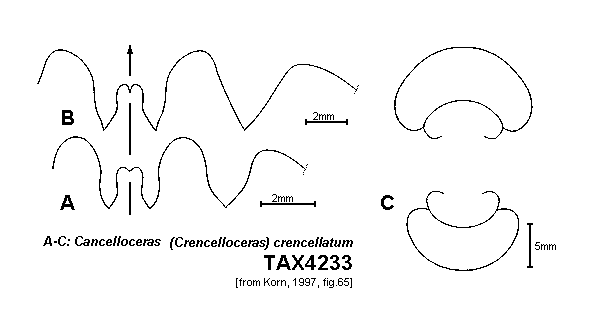 B
2mm
A
2mm
C
5mm
A-C: Cancelloceras (Crencelloceras) crencellatum
TAX4233
[from Korn, 1997, fig.65]